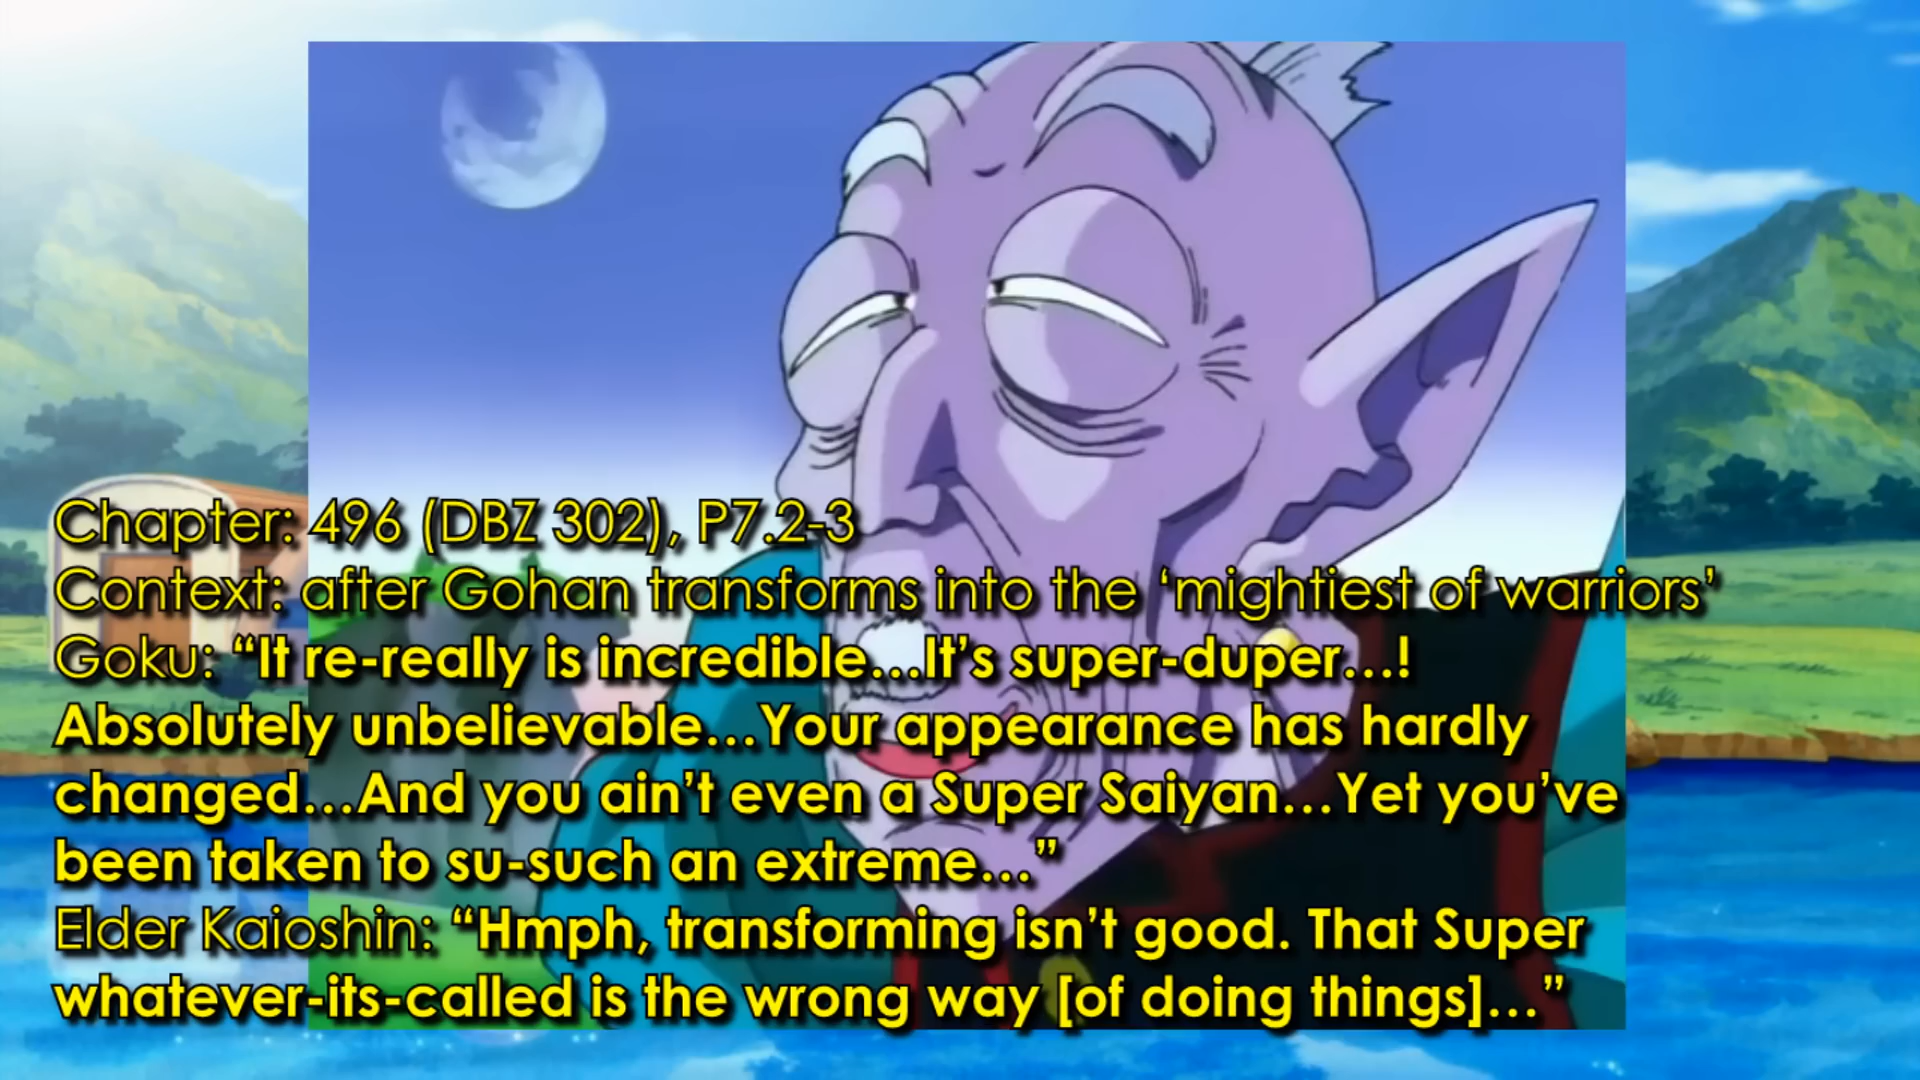 Chapter: 496 (DBZ 302), P7.2-3
Context: after Gohan transforms into the ‘mightiest of warriors’
Goku: “It re-really is incredible…It’s super-duper…!
Absolutely unbelievable…Your appearance has hardly
changed…And you ain’t even a Super Saiyan…Yet you’ve
been taken to su-such an extreme…”
Elder Kaioshin: “Hmph, transforming isn’t good. That Super
whatever-its-called is the wrong way [of doing things]…”